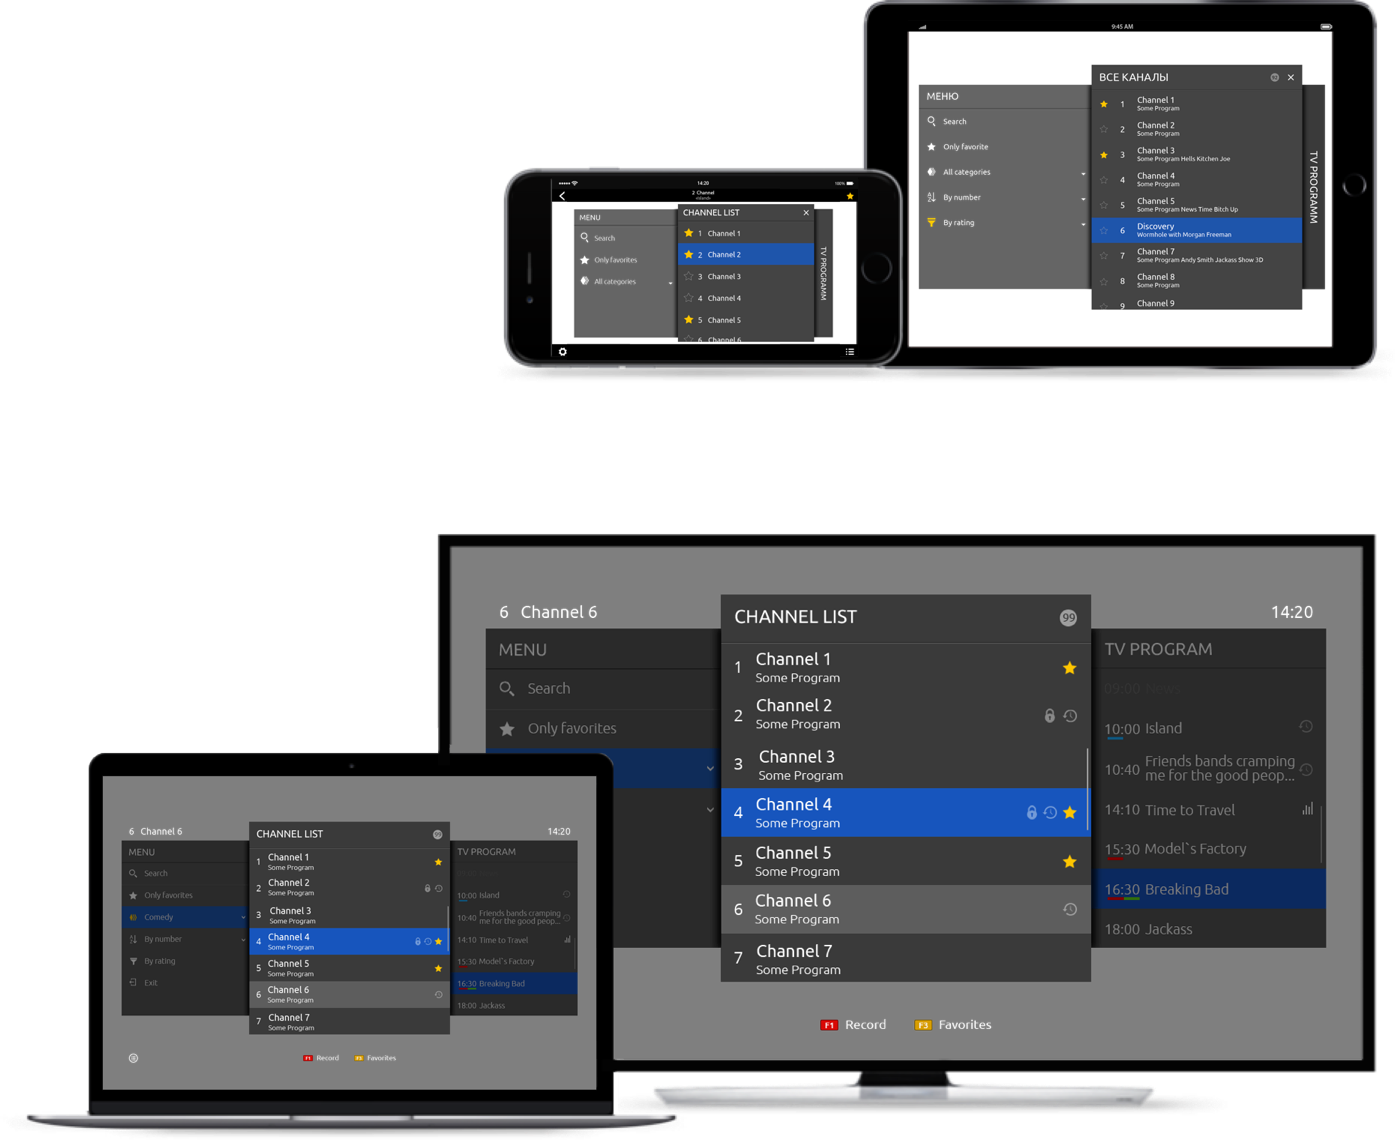 9:45 AM
МЕНЮ
Search
Only favorite
All categories
By number
By rating
ВСЕ КАНАЛЫ
1 Channel 1
Some Program
2 Channel 2
Some Program
3 Channel 3
Some Program Hells Kitchen Joe
4 Channel 4
Some Program
5 Channel 5
Some Program News Time Bitch Up
6 Discovery
Wormhole with Morgan Freeman
7 Channel 7
Some Program Andy Smith Jackass Show 3D
8 Channel 8
Some Program
9 Channel 9
TV PROGRAMM
14:20
100%
2 Channel
MENU
Search
Only favorites
All categories
CHANNEL LIST
1 Channel 1
2 Channel 2
3 Channel 3
4 Channel 4
5 Channel 5
6 Channel 6
TV PROGRAMM
6 Channel 6
14:20
MENU
Search
Only favorites
CHANNEL LIST
99
1 Channel 1
Some Program
2 Channel 2
Some Program
3 Channel 3
Some Program
4 Channel 4
Some Program
5 Channel 5
Some Program
6 Channel 6
Some Program
7 Channel 7
Some Program
TV PROGRAM
09:00 News
10:00 Island
10:40 Friends bands cramping
me for the good peop...
14:10 Time to Travel
15:30 Model`s Factory
16:30 Breaking Bad
18:00 Jackass
F1 Record
F3 Favorites
6 Channel 6
14:20
MENU
Search
Only favorites
Comedy
By number
By rating
Exit
CHANNEL LIST
99
1 Channel 1
Some Program
2 Channel 2
Some Program
3 Channel 3
Some Program
4 Channel 4
Some Program
5 Channel 5
Some Program
6 Channel 6
Some Program
7 Channel 7
Some Program
TV PROGRAM
10:00 Island
10:40 Friends bands cramping
me for the good peop...
14:10 Time to Travel
15:30 Model`s Factory
16:30 Breaking Bad
18:00 Jackass
F1 Record
F3 Favorites